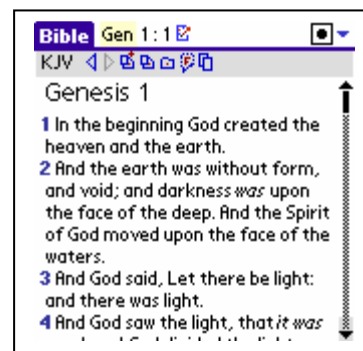 Bible Gen 1:1
KJV
Genesis 1
1 In the beginning God created the
heaven and the earth.
2 And the earth was without form,
and void; and darkness was upon
the face of the deep. And the Spirit
of God moved upon the face of the
waters.
3 And God said, Let there be light:
and there was light.
4 And God saw the light, that it was